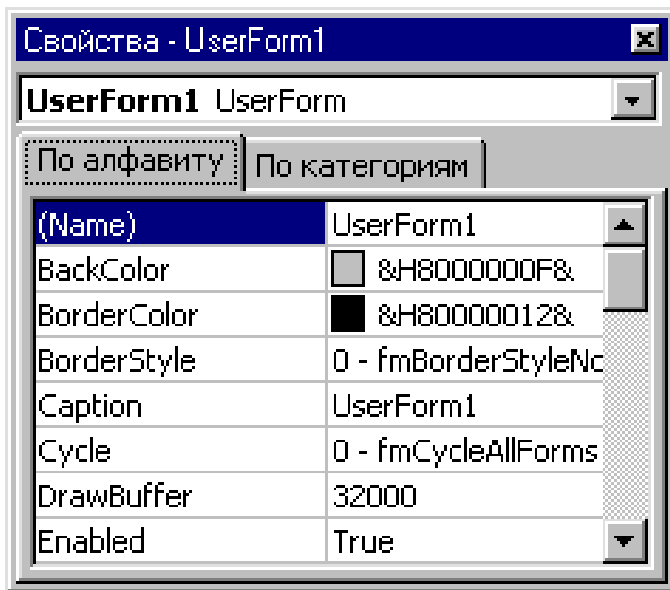 Свойства - UserForm1
UserForm1 UserForm
По алфавиту По категориям
(Name) UserForm1
BackColor &H8000000F&
BorderColor &H80000012&
BorderStyle 0 - fmBorderStyleNo
Caption UserForm1
Cycle 0 - fmCycleAllForms
DrawBuffer 32000
Enabled True